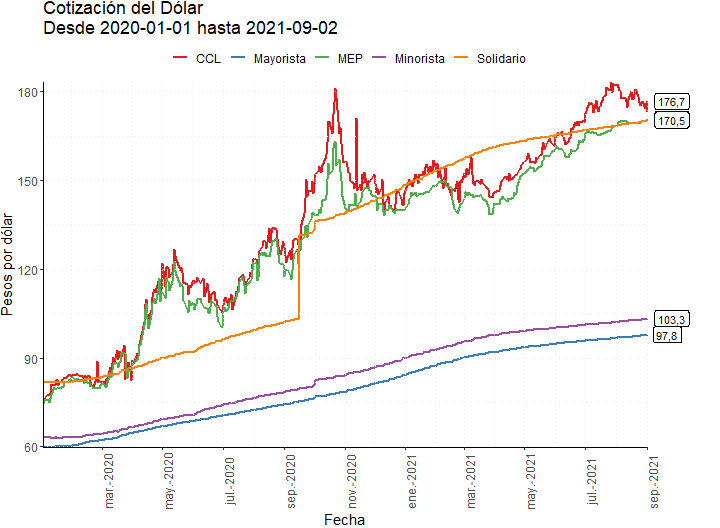 Cotización del Dólar
Desde 2020-01-01 hasta 2021-09-02
CCL Mayorista MEP Minorista Solidario
Pesos por dólar
180
150
120
90
60
176,7
170,5
103,3
97,8
mar.-2020 may.-2020 jul.-2020 sep.-2020 nov.-2020 ene.-2021 mar.-2021 may.-2021 jul.-2021 sep.-2021
Fecha